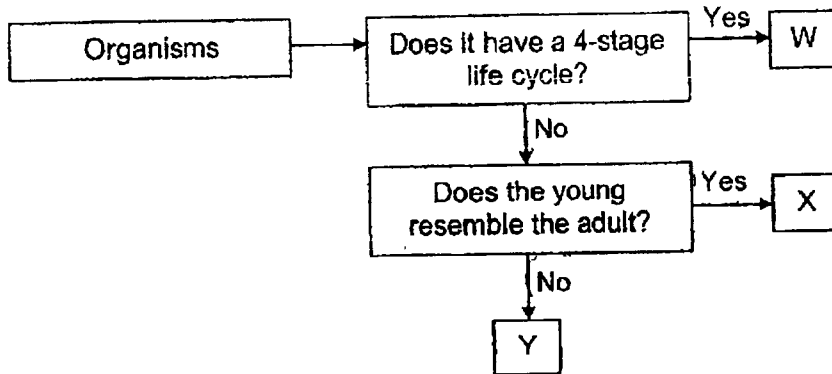 Organisms
Does it have a 4-stage
life cycle?
Yes
W
No
Does the young
resemble the adult?
Yes
X
No
Y